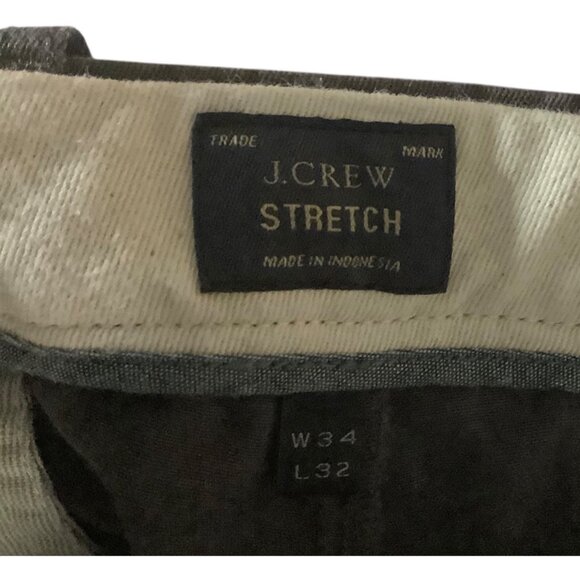 TRADE MARK
J.CREW
STRETCH
MADE IN INDONESIA
W34
L32